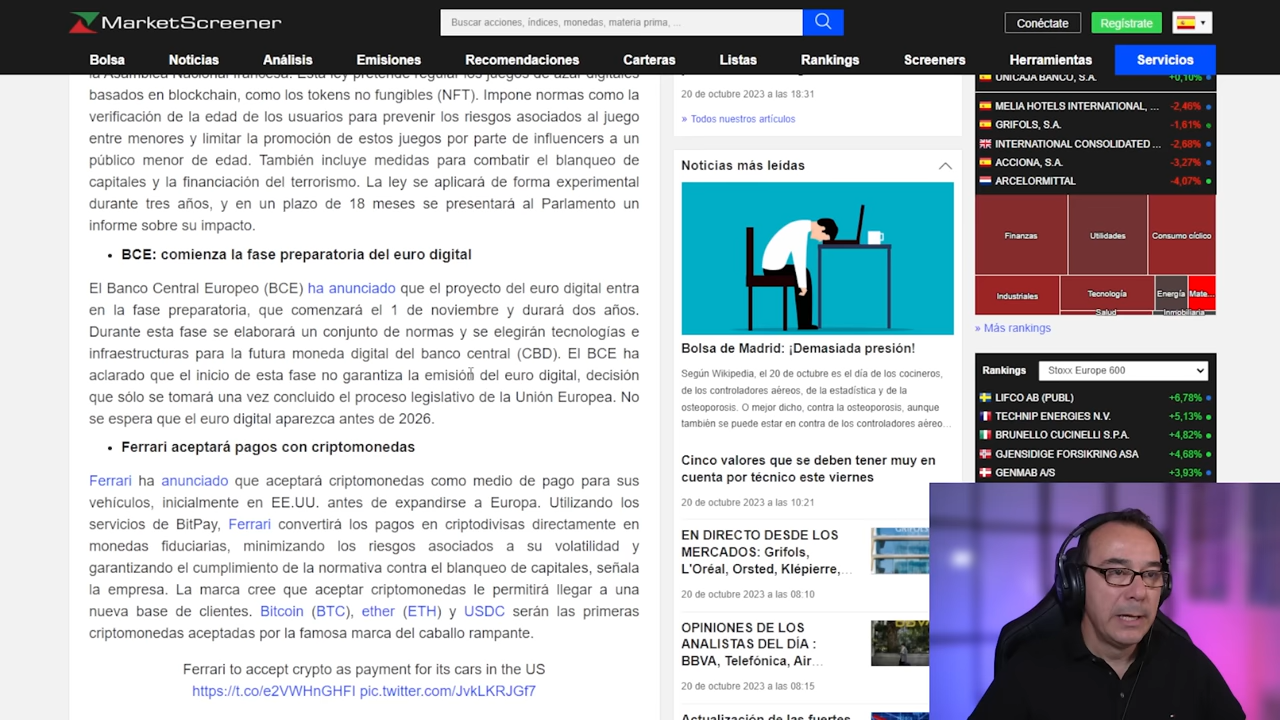 MarketScreener
Buscar acciones, índices, monedas, materia prima, ...
Conéctate
Regístrate
Bolsa
Noticias
Análisis
Emisiones
Recomendaciones
Carteras
Listas
Rankings
Screeners
Herramientas
Servicios
la Asamblea Nacional francesa. Esta ley pretende regular los juegos de azar digitales
basados en blockchain, como los tokens no fungibles (NFT). Impone normas como la
verificación de la edad de los usuarios para prevenir los riesgos asociados al juego
entre menores y limitar la promoción de estos juegos por parte de influencers a un
público menor de edad. También incluye medidas para combatir el blanqueo de
capitales y la financiación del terrorismo. La ley se aplicará de forma experimental
durante tres años, y en un plazo de 18 meses se presentará al Parlamento un
informe sobre su impacto.
• BCE: comienza la fase preparatoria del euro digital
El Banco Central Europeo (BCE) ha anunciado que el proyecto del euro digital entra
en la fase preparatoria, que comenzará el 1 de noviembre y durará dos años.
Durante esta fase se elaborará un conjunto de normas y se elegirán tecnologías e
infraestructuras para la futura moneda digital del banco central (CBD). El BCE ha
aclarado que el inicio de esta fase no garantiza la emisión del euro digital, decisión
que sólo se tomará una vez concluido el proceso legislativo de la Unión Europea. No
se espera que el euro digital aparezca antes de 2026.
• Ferrari aceptará pagos con criptomonedas
Ferrari ha anunciado que aceptará criptomonedas como medio de pago para sus
vehículos, inicialmente en EE.UU. antes de expandirse a Europa. Utilizando los
servicios de BitPay, Ferrari convertirá los pagos en criptodivisas directamente en
monedas fiduciarias, minimizando los riesgos asociados a su volatilidad y
garantizando el cumplimiento de la normativa contra el blanqueo de capitales, señala
la empresa. La marca cree que aceptar criptomonedas le permitirá llegar a una
nueva base de clientes. Bitcoin (BTC), ether (ETH) y USDC serán las primeras
criptomonedas aceptadas por la famosa marca del caballo rampante.
Ferrari to accept crypto as payment for its cars in the US
https://t.co/e2VWHnGHFI pic.twitter.com/JvkLKRJGf7
20 de octubre 2023 a las 18:31
» Todos nuestros artículos
Noticias más leídas
Bolsa de Madrid: ¡Demasiada presión!
Según Wikipedia, el 20 de octubre es el día de los cocineros,
de los controladores aéreos, de la estadística y de la
osteoporosis. O mejor dicho, contra la osteoporosis, aunque
también se puede estar en contra de los controladores aéreo...
Cinco valores que se deben tener muy en
cuenta por técnico este viernes
20 de octubre 2023 a las 10:21
EN DIRECTO DESDE LOS
MERCADOS: Grifols,
L'Oréal, Orsted, Klépierre,...
20 de octubre 2023 a las 08:10
OPINIONES DE LOS
ANALISTAS DEL DÍA :
BBVA, Telefónica, Air...
20 de octubre 2023 a las 08:15
Actualización de las fuertes
UNICAJA BANCO, S.A. +0,10%
MELIA HOTELS INTERNATIONAL, ... -2,46%
GRIFOLS, S.A. -1,61%
INTERNATIONAL CONSOLIDATED ... -2,68%
ACCIONA, S.A. -3,27%
ARCELORMITTAL -4,07%
Finanzas
Utilidades
Consumo cíclico
Industriales
Tecnología
Energía
Mate...
Salud
Inmobiliaria
» Más rankings
Rankings
Stoxx Europe 600
LIFCO AB (PUBL) +6,78%
TECHNIP ENERGIES N.V. +5,13%
BRUNELLO CUCINELLI S.P.A. +4,82%
GJENSIDIGE FORSIKRING ASA +4,68%
GENMAB A/S +3,93%